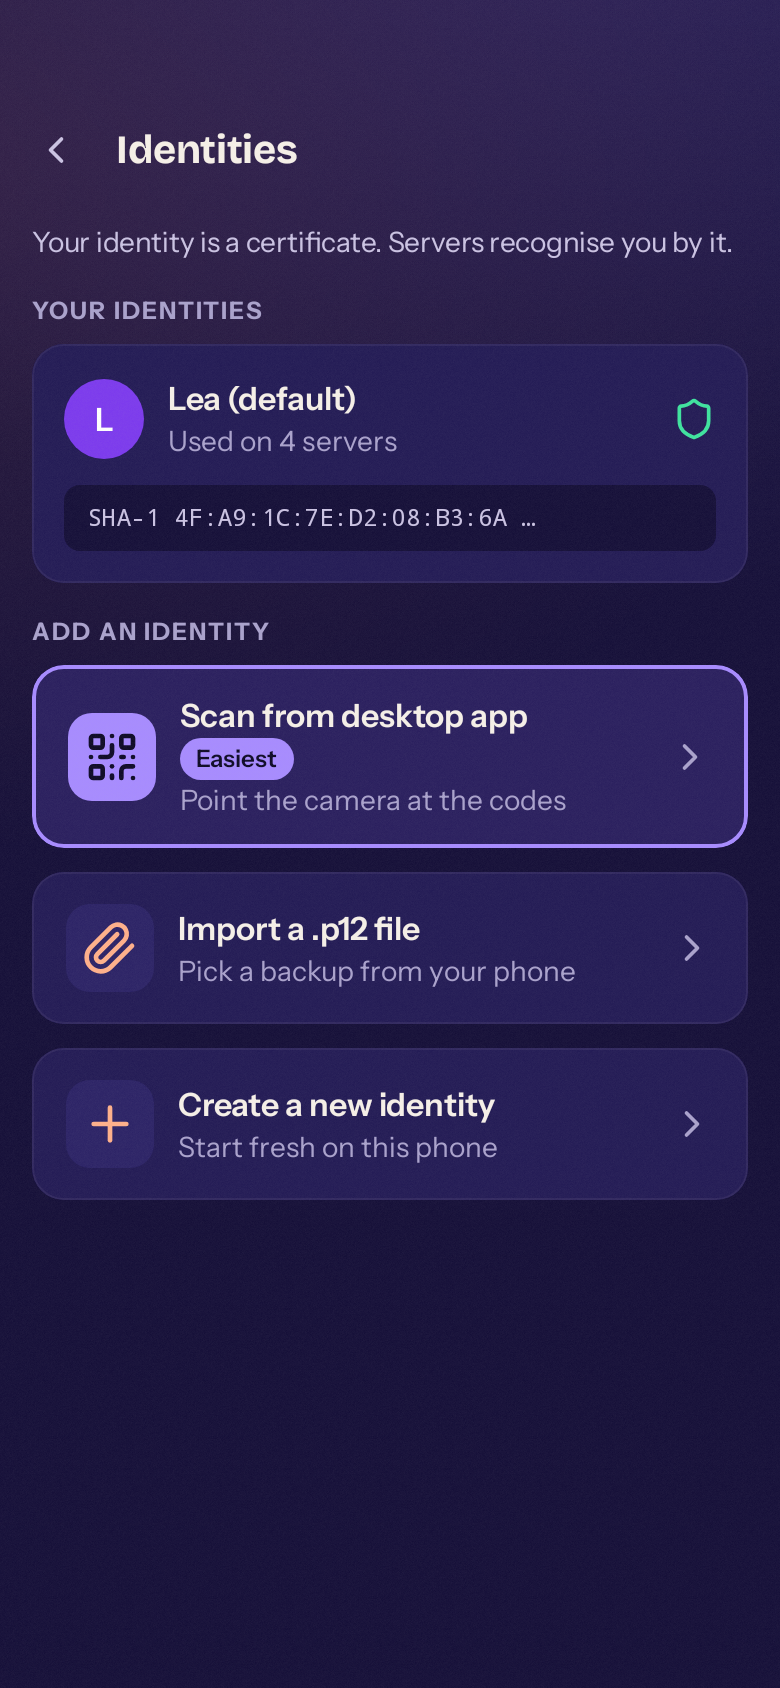 Identities
Your identity is a certificate. Servers recognise you by it.
YOUR IDENTITIES
L
Lea (default)
Used on 4 servers
SHA-1 4F:A9:1C:7E:D2:08:B3:6A …
ADD AN IDENTITY
Scan from desktop app
Easiest
Point the camera at the codes
Import a .p12 file
Pick a backup from your phone
Create a new identity
Start fresh on this phone